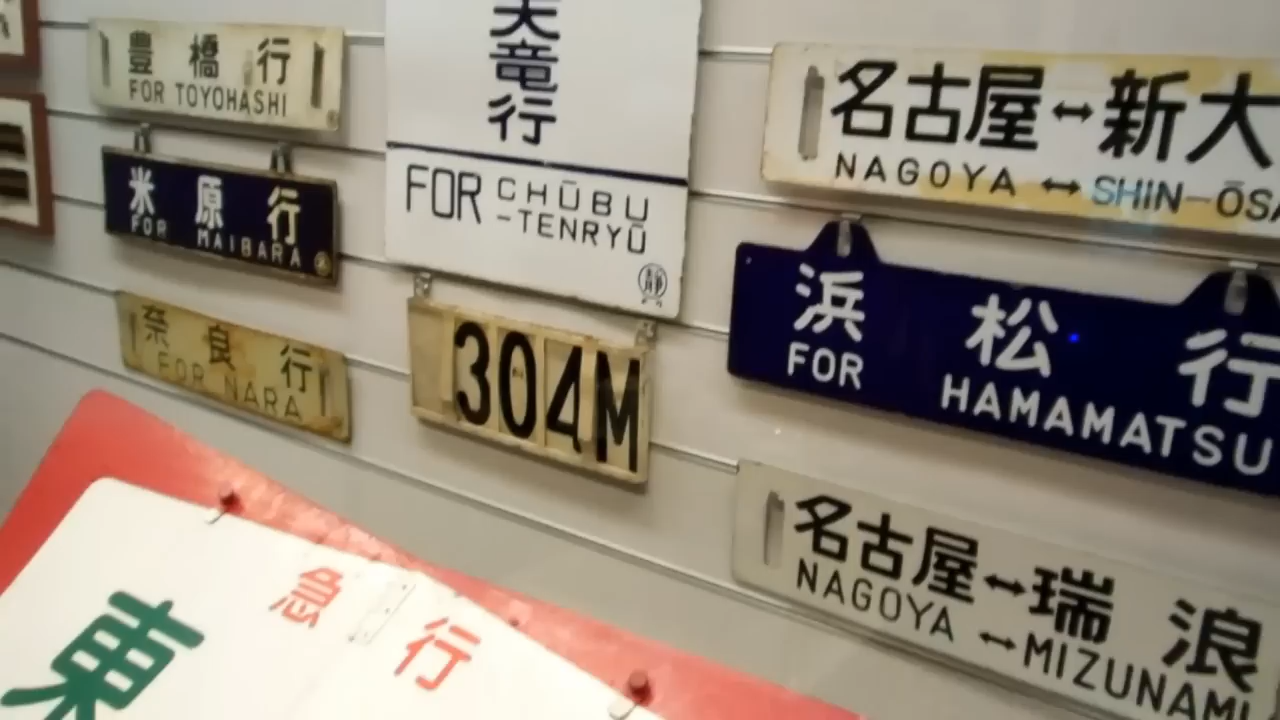 豊橋行
FOR TOYOHASHI
米原行
FOR MAIBARA
奈良行
FOR NARA
天竜行
FOR CHŪBU
-TENRYŪ
静
304M
名古屋↔新大
NAGOYA ↔ SHIN-ŌSA
浜松行
FOR HAMAMATSU
名古屋↔瑞浪
NAGOYA ↔ MIZUNAMI
急行
東